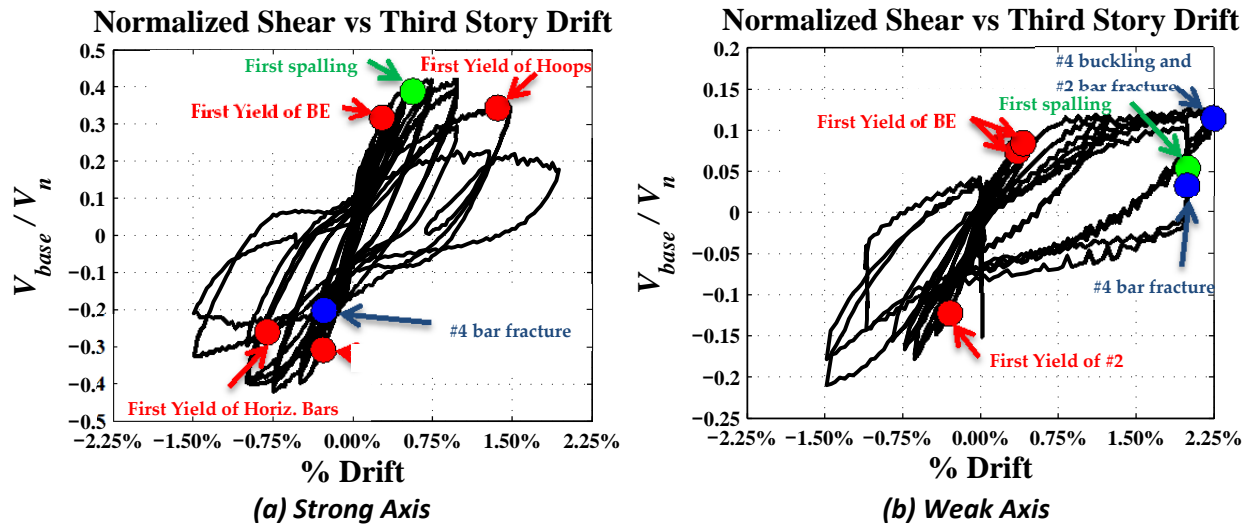 Normalized Shear vs Third Story Drift
0.5
0.4
0.3
0.2
0.1
0
−0.1
−0.2
−0.3
−0.4
−0.5
V_base / V_n
First spalling
First Yield of Hoops
First Yield of BE
#4 bar fracture
First Yield of Horiz. Bars
−2.25% −1.50% −0.75% 0.00% 0.75% 1.50% 2.25%
% Drift
(a) Strong Axis
Normalized Shear vs Third Story Drift
0.2
0.15
0.1
0.05
0
−0.05
−0.1
−0.15
−0.2
−0.25
V_base / V_n
#4 buckling and
#2 bar fracture
First spalling
First Yield of BE
#4 bar fracture
First Yield of #2
−2.25% −1.50% −0.75% 0.00% 0.75% 1.50% 2.25%
% Drift
(b) Weak Axis